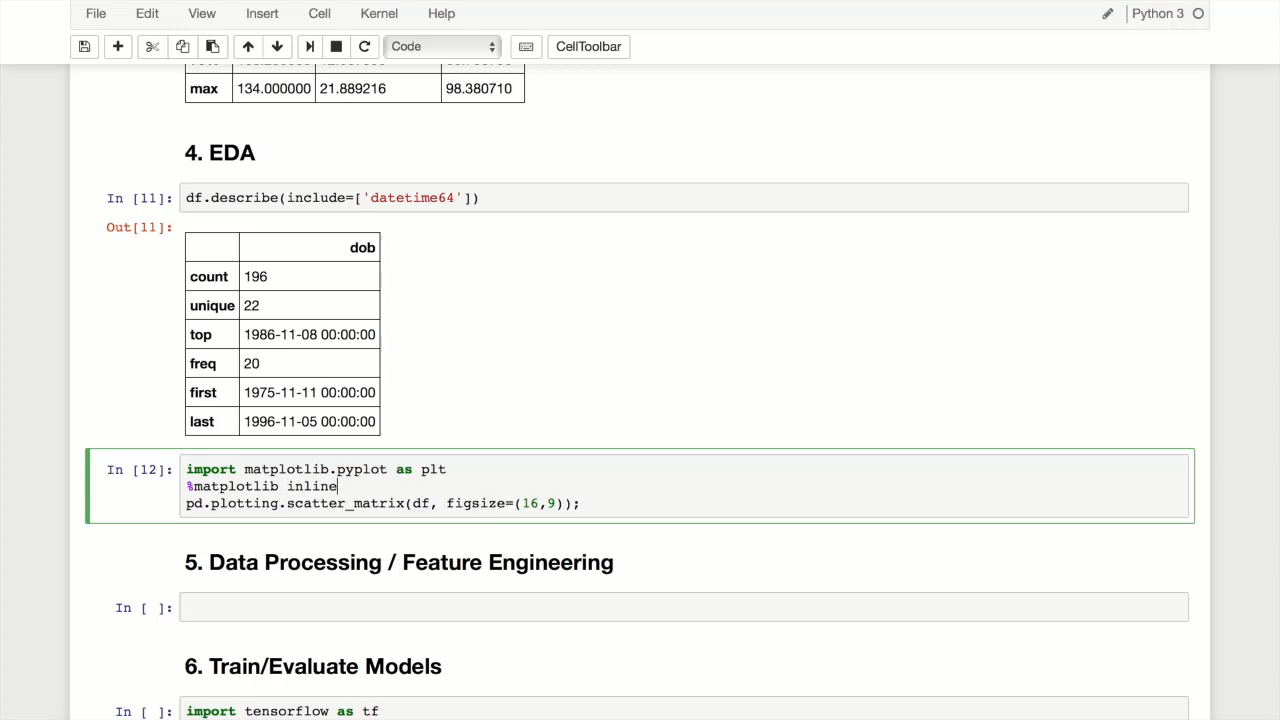 File Edit View Insert Cell Kernel Help Python 3
Code CellToolbar
max 134.000000 21.889216 98.380710
4. EDA
In [11]: df.describe(include=['datetime64'])
Out[11]:
dob
count 196
unique 22
top 1986-11-08 00:00:00
freq 20
first 1975-11-11 00:00:00
last 1996-11-05 00:00:00
In [12]: import matplotlib.pyplot as plt
%matplotlib inline
pd.plotting.scatter_matrix(df, figsize=(16,9));
5. Data Processing / Feature Engineering
In [ ]:
6. Train/Evaluate Models
In [ ]: import tensorflow as tf